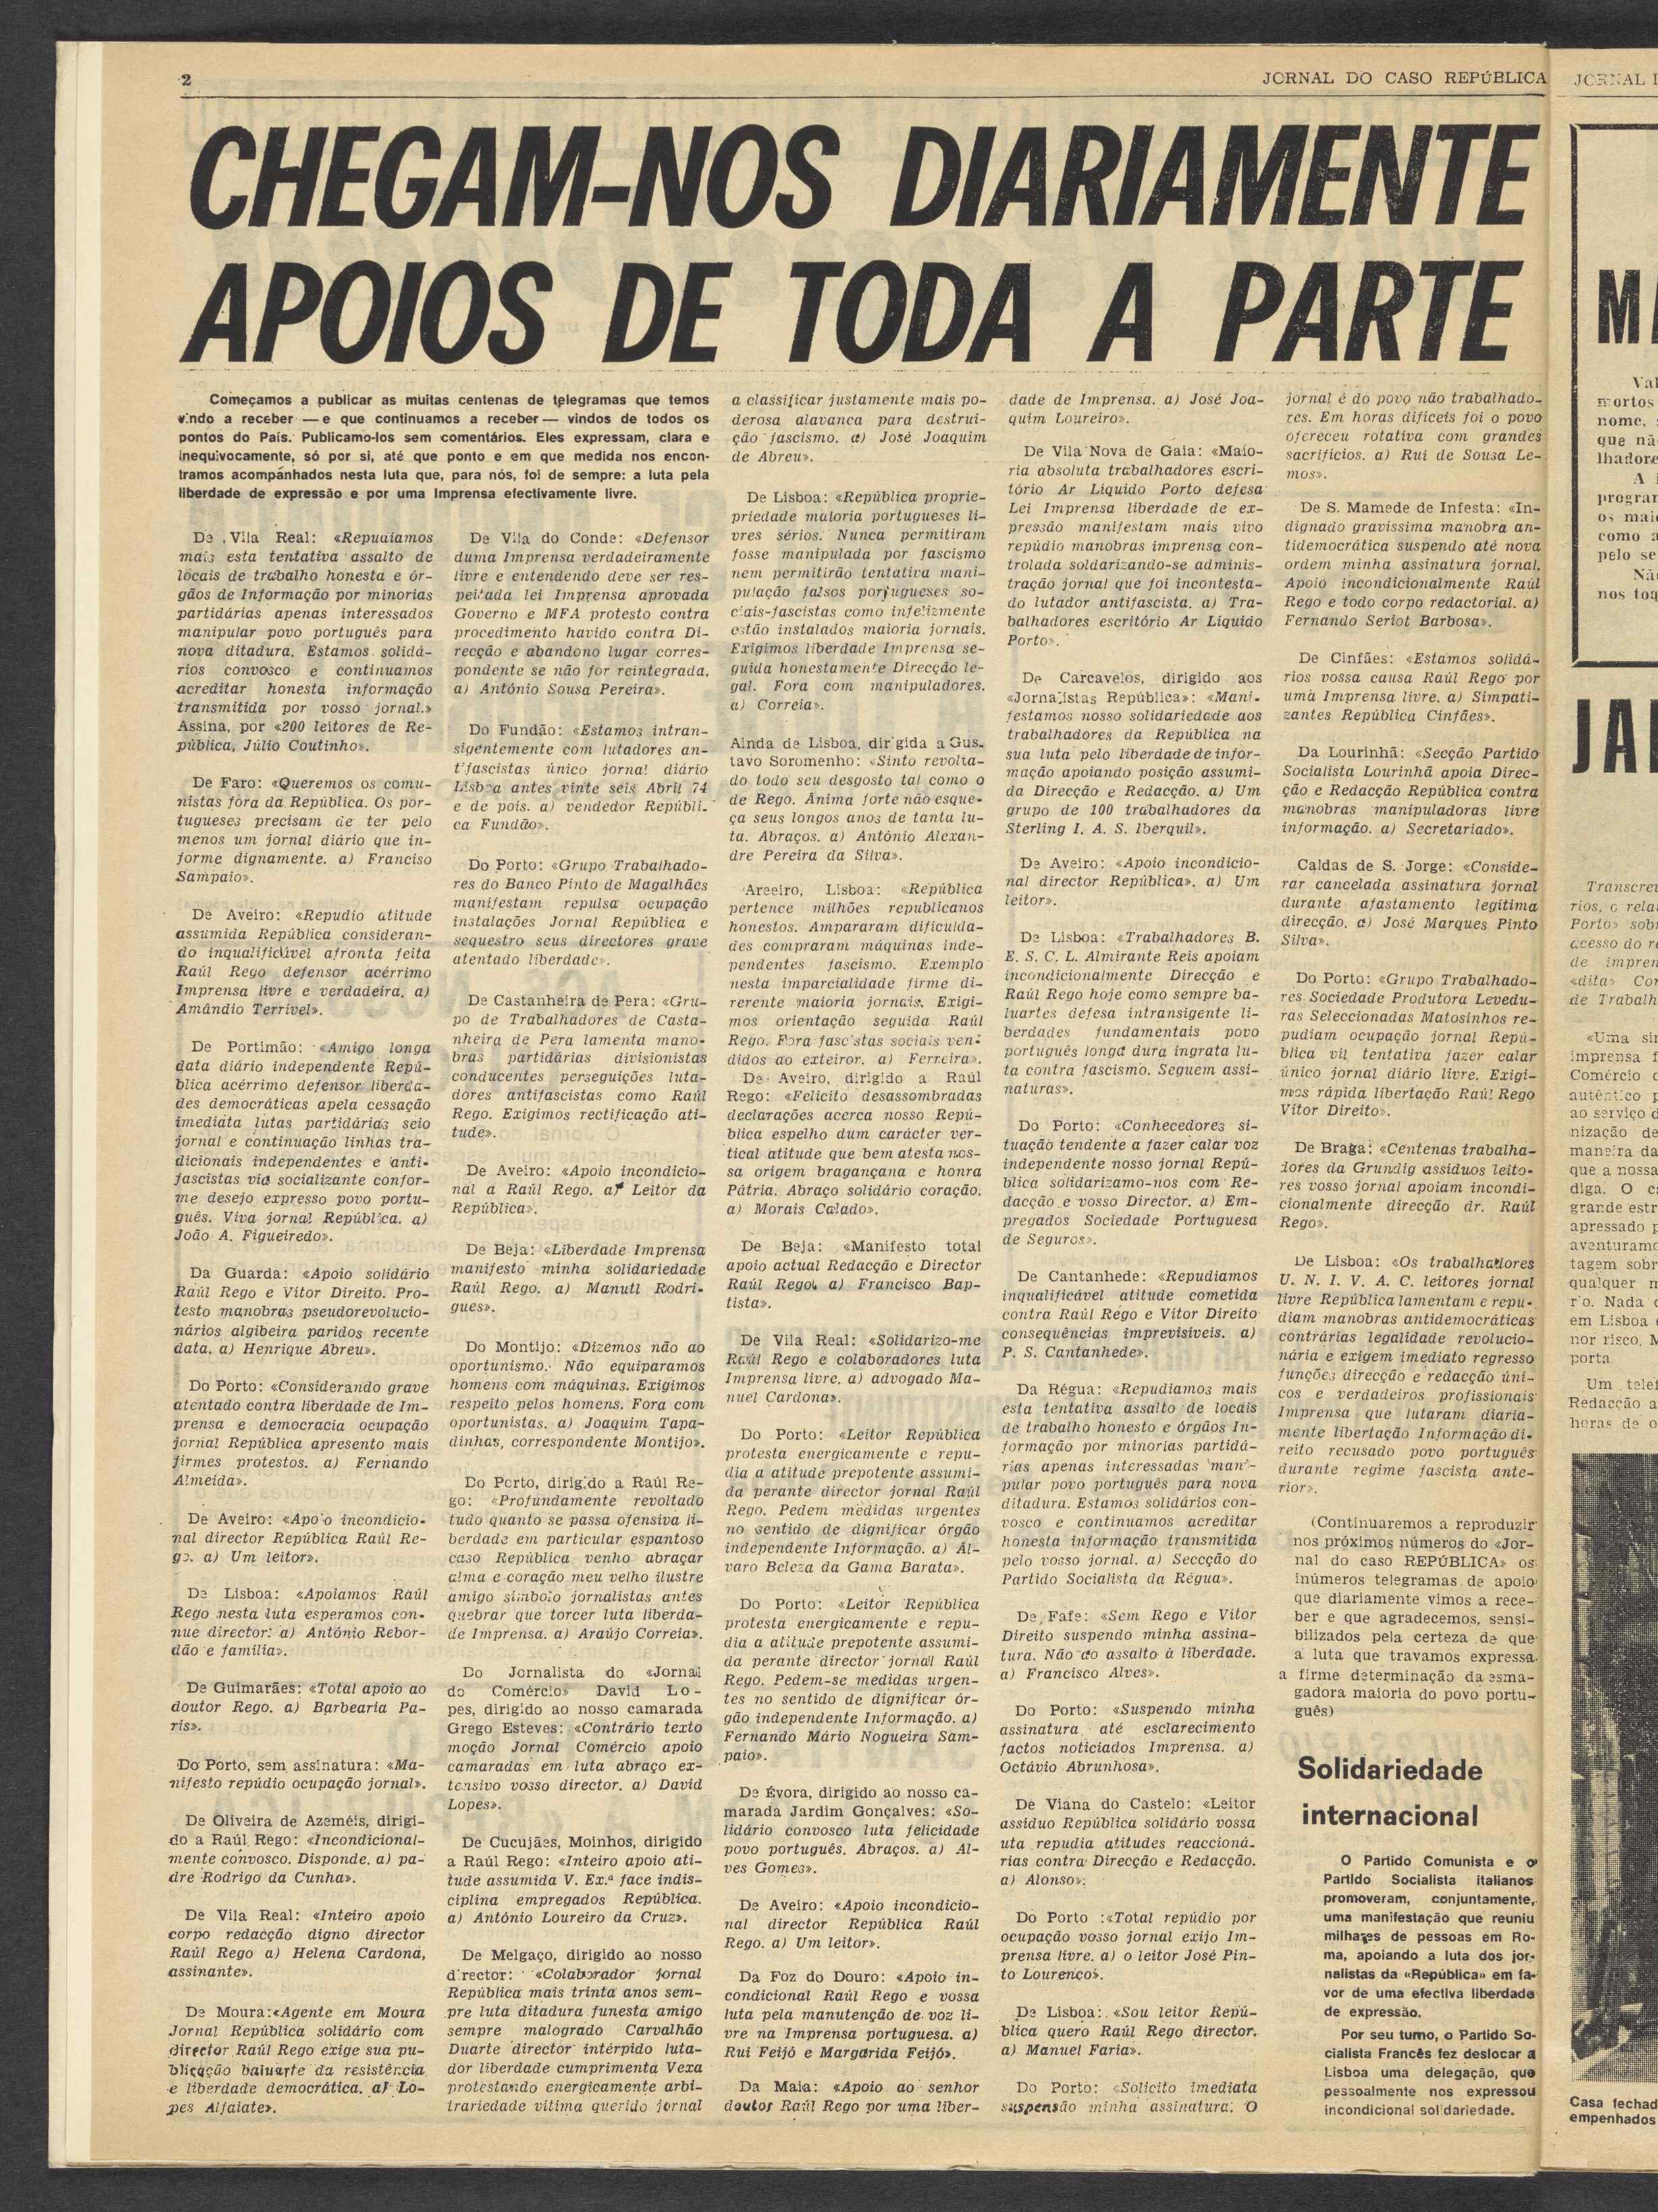 2
JORNAL DO CASO REPÚBLICA
CHEGAM-NOS DIARIAMENTE
APOIOS DE TODA A PARTE
Começamos a publicar as muitas centenas de telegramas que temos
vindo a receber — e que continuamos a receber — vindos de todos os
pontos do País. Publicamo-los sem comentários. Eles expressam, clara e
inequivocamente, só por si, até que ponto e em que medida nos encon-
tramos acompanhados nesta luta que, para nós, foi de sempre: a luta pela
liberdade de expressão e por uma Imprensa efectivamente livre.
De Vila Real: «Repudiamos
mais esta tentativa assalto de
locais de trabalho honesta e ór-
gãos de Informação por minorias
partidárias apenas interessados
manipular povo português para
nova ditadura. Estamos solidá-
rios convosco e continuamos
acreditar honesta informação
transmitida por vosso jornal.»
Assina, por «200 leitores de Re-
pública, Júlio Coutinho».
De Faro: «Queremos os comu-
nistas fora da República. Os por-
tugueses precisam de ter pelo
menos um jornal diário que in-
forme dignamente. a) Franciso
Sampaio».
De Aveiro: «Repudio atitude
assumida República consideran-
do inqualificável afronta feita
Raúl Rego defensor acérrimo
Imprensa livre e verdadeira. a)
Amândio Terrível».
De Portimão: «Amigo longa
data diário independente Repú-
blica acérrimo defensor liberda-
des democráticas apela cessação
imediata lutas partidárias seio
jornal e continuação linhas tra-
dicionais independentes e anti-
fascistas via socializante confor-
me desejo expresso povo portu-
guês. Viva jornal República. a)
João A. Figueiredo».
Da Guarda: «Apoio solidário
Raúl Rego e Vítor Direito. Pro-
testo manobras pseudorevolucio-
nários algibeira paridos recente
data. a) Henrique Abreu».
Do Porto: «Considerando grave
atentado contra liberdade de Im-
prensa e democracia ocupação
jornal República apresento mais
firmes protestos. a) Fernando
Almeida».
De Aveiro: «Apoio incondicio-
nal director República Raúl Re-
go. a) Um leitor».
De Lisboa: «Apoiamos Raúl
Rego nesta luta esperamos con-
nue director: a) António Rebor-
dão e família».
De Guimarães: «Total apoio ao
doutor Rego. a) Barbearia Pa-
ris».
Do Porto, sem assinatura: «Ma-
nifesto repúdio ocupação jornal».
De Oliveira de Azeméis, dirigi-
do a Raúl Rego: «Incondicional-
mente convosco. Disponde. a) pa-
dre Rodrigo da Cunha».
De Vila Real: «Inteiro apoio
corpo redacção digno director
Raúl Rego a) Helena Cardona,
assinante».
De Moura: «Agente em Moura
Jornal República solidário com
director Raúl Rego exige sua pu-
blicação baluarte da resistência
e liberdade democrática. a) Lo-
pes Alfaiate».
De Vila do Conde: «Defensor
duma Imprensa verdadeiramente
livre e entendendo deve ser res-
peitada lei Imprensa aprovada
Governo e MFA protesto contra
procedimento havido contra Di-
recção e abandono lugar corres-
pondente se não for reintegrada.
a) António Sousa Pereira».
Do Fundão: «Estamos intran-
sigentemente com lutadores an-
tifascistas único jornal diário
Lisboa antes vinte seis Abril 74
e de pois. a) vendedor Repúbli-
ca Fundão».
Do Porto: «Grupo Trabalhado-
res do Banco Pinto de Magalhães
manifestam repulsa ocupação
instalações Jornal República e
sequestro seus directores grave
atentado liberdade».
De Castanheira de Pera: «Gru-
po de Trabalhadores de Casta-
nheira de Pera lamenta mano-
bras partidárias divisionistas
conducentes perseguições luta-
dores antifascistas como Raúl
Rego. Exigimos rectificação ati-
tude».
De Aveiro: «Apoio incondicio-
nal a Raúl Rego. a) Leitor da
República».
De Beja: «Liberdade Imprensa
manifesto minha solidariedade
Raúl Rego. a) Manutl Rodri-
gues».
Do Montijo: «Dizemos não ao
oportunismo. Não equiparamos
homens com máquinas. Exigimos
respeito pelos homens. Fora com
oportunistas. a) Joaquim Tapa-
dinhas, correspondente Montijo».
Do Porto, dirigido a Raúl Re-
go: «Profundamente revoltado
tudo quanto se passa ofensiva li-
berdade em particular espantoso
caso República venho abraçar
alma e coração meu velho ilustre
amigo símbolo jornalistas antes
quebrar que torcer luta liberda-
de Imprensa. a) Araújo Correia».
Do Jornalista do «Jornal
do Comércio» David Lo-
pes, dirigido ao nosso camarada
Grego Esteves: «Contrário texto
moção Jornal Comércio apoio
camaradas em luta abraço ex-
tensivo vosso director. a) David
Lopes».
De Cucujães, Moinhos, dirigido
a Raúl Rego: «Inteiro apoio ati-
tude assumida V. Ex.ª face indis-
ciplina empregados República.
a) António Loureiro da Cruz».
De Melgaço, dirigido ao nosso
director: «Colaborador jornal
República mais trinta anos sem-
pre luta ditadura funesta amigo
sempre malogrado Carvalhão
Duarte director intérpido luta-
dor liberdade cumprimenta Vexa
protestando energicamente arbi-
trariedade vítima querido jornal
a classificar justamente mais po-
derosa alavanca para destrui-
ção fascismo. a) José Joaquim
de Abreu».
De Lisboa: «República proprie-
priedade maioria portugueses li-
vres sérios. Nunca permitiram
fosse manipulada por fascismo
nem permitirão tentativa mani-
pulação falsos portugueses so-
ciais-fascistas como infelizmente
estão instalados maioria jornais.
Exigimos liberdade Imprensa se-
guida honestamente Direcção le-
gal. Fora com manipuladores.
a) Correia».
Ainda de Lisboa, dirigida a Gus-
tavo Soromenho: «Sinto revolta-
do todo seu desgosto tal como o
de Rego. Ânima forte não esque-
ça seus longos anos de tanta lu-
ta. Abraços. a) António Alexan-
dre Pereira da Silva».
Areeiro, Lisboa: «República
pertence milhões republicanos
honestos. Ampararam dificulda-
des compraram máquinas inde-
pendentes fascismo. Exemplo
nesta imparcialidade firme di-
rerente maioria jornais. Exigi-
mos orientação seguida Raúl
Rego. Fora fascistas sociais ven-
didos ao exteiror. a) Ferreira».
De Aveiro, dirigido a Raúl
Rego: «Felicito desassombradas
declarações acerca nosso Repú-
blica espelho dum carácter ver-
tical atitude que bem atesta nos-
sa origem bragançana e honra
Pátria. Abraço solidário coração.
a) Morais Calado».
De Beja: «Manifesto total
apoio actual Redacção e Director
Raúl Rego. a) Francisco Bap-
tista».
De Vila Real: «Solidarizo-me
Raúl Rego e colaboradores luta
Imprensa livre. a) advogado Ma-
nuel Cardona».
Do Porto: «Leitor República
protesta energicamente e repu-
dia a atitude prepotente assumi-
da perante director jornal Raúl
Rego. Pedem medidas urgentes
no sentido de dignificar órgão
independente Informação. a) Ál-
varo Beleza da Gama Barata».
Do Porto: «Leitor República
protesta energicamente e repu-
dia a atitude prepotente assumi-
da perante director jornal Raúl
Rego. Pedem-se medidas urgen-
tes no sentido de dignificar ór-
gão independente Informação. a)
Fernando Mário Nogueira Sam-
paio».
De Évora, dirigido ao nosso ca-
marada Jardim Gonçalves: «So-
lidário convosco luta felicidade
povo português. Abraços. a) Al-
ves Gomes».
De Aveiro: «Apoio incondicio-
nal director República Raúl
Rego. a) Um leitor».
Da Foz do Douro: «Apoio in-
condicional Raúl Rego e vossa
luta pela manutenção de voz li-
vre na Imprensa portuguesa. a)
Rui Feijó e Margarida Feijó».
Da Maia: «Apoio ao senhor
doutor Raúl Rego por uma liber-
dade de Imprensa. a) José Joa-
quim Loureiro».
De Vila Nova de Gaia: «Maio-
ria absoluta trabalhadores escri-
tório Ar Líquido Porto defesa
Lei Imprensa liberdade de ex-
pressão manifestam mais vivo
repúdio manobras imprensa con-
trolada soldarizando-se adminis-
tração jornal que foi incontesta-
do lutador antifascista. a) Tra-
balhadores escritório Ar Líquido
Porto».
De Carcavelos, dirigido aos
«Jornalistas República»: «Mani-
festamos nosso solidariedade aos
trabalhadores da República na
sua luta pelo liberdade de infor-
mação apoiando posição assumi-
da Direcção e Redacção. a) Um
grupo de 100 trabalhadores da
Sterling I. A. S. Iberquil».
De Aveiro: «Apoio incondicio-
nal director República». a) Um
leitor».
De Lisboa: «Trabalhadores B.
E. S. C. L. Almirante Reis apoiam
incondicionalmente Direcção e
Raúl Rego hoje como sempre ba-
luartes defesa intransigente li-
berdades fundamentais povo
português longa dura ingrata lu-
ta contra fascismo. Seguem assi-
naturas».
Do Porto: «Conhecedores si-
tuação tendente a fazer calar voz
independente nosso jornal Repú-
blica solidarizamo-nos com Re-
dacção e vosso Director. a) Em-
pregados Sociedade Portuguesa
de Seguros».
De Cantanhede: «Repudiamos
inqualificável atitude cometida
contra Raúl Rego e Vítor Direito
consequências imprevisíveis. a)
P. S. Cantanhede».
Da Régua: «Repudiamos mais
esta tentativa assalto de locais
de trabalho honesto e órgãos In-
formação por minorias partidá-
rias apenas interessadas mani-
pular povo português para nova
ditadura. Estamos solidários con-
vosco e continuamos acreditar
honesta informação transmitida
pelo vosso jornal. a) Seccção do
Partido Socialista da Régua».
De Fafe: «Sem Rego e Vítor
Direito suspendo minha assina-
tura. Não ao assalto à liberdade.
a) Francisco Alves».
Do Porto: «Suspendo minha
assinatura até esclarecimento
factos noticiados Imprensa. a)
Octávio Abrunhosa».
De Viana do Castelo: «Leitor
assíduo República solidário vossa
uta repudia atitudes reaccioná-
rias contra Direcção e Redacção.
a) Alonso».
Do Porto :«Total repúdio por
ocupação vosso jornal exijo Im-
prensa livre. a) o leitor José Pin-
to Lourenço».
De Lisboa: «Sou leitor Repú-
blica quero Raúl Rego director.
a) Manuel Faria».
Do Porto: «Solicito imediata
suspensão minha assinatura. O
jornal é do povo não trabalhado-
res. Em horas difíceis foi o povo
ofereceu rotativa com grandes
sacrifícios. a) Rui de Sousa Le-
mos».
De S. Mamede de Infesta: «In-
dignado gravíssima manobra an-
tidemocrática suspendo até nova
ordem minha assinatura jornal.
Apoio incondicionalmente Raúl
Rego e todo corpo redactorial. a)
Fernando Seriot Barbosa».
De Cinfães: «Estamos solidá-
rios vossa causa Raúl Rego por
uma Imprensa livre. a) Simpati-
zantes República Cinfães».
Da Lourinhã: «Secção Partido
Socialista Lourinhã apoia Direc-
ção e Redacção República contra
manobras manipuladoras livre
informação. a) Secretariado».
Caldas de S. Jorge: «Conside-
rar cancelada assinatura jornal
durante afastamento legítima
direcção. a) José Marques Pinto
Silva».
Do Porto: «Grupo Trabalhado-
res Sociedade Produtora Levedu-
ras Seleccionadas Matosinhos re-
pudiam ocupação jornal Repú-
blica vil tentativa fazer calar
único jornal diário livre. Exigi-
mos rápida libertação Raúl Rego
Vítor Direito».
De Braga: «Centenas trabalha-
dores da Grundig assíduos leito-
res vosso jornal apoiam incondi-
cionalmente direcção dr. Raúl
Rego».
De Lisboa: «Os trabalhadores
U. N. I. V. A. C. leitores jornal
livre República lamentam e repu-
diam manobras antidemocráticas
contrárias legalidade revolucio-
nária e exigem imediato regresso
funções direcção e redacção úni-
cos e verdadeiros profissionais
Imprensa que lutaram diaria-
mente libertação Informação di-
reito recusado povo português
durante regime fascista ante-
rior».
(Continuaremos a reproduzir
nos próximos números do «Jor-
nal do caso REPÚBLICA» os
inúmeros telegramas de apoio
que diariamente vimos a rece-
ber e que agradecemos, sensi-
bilizados pela certeza de que
a luta que travamos expressa
a firme determinação da esma-
gadora maioria do povo portu-
guês)
Solidariedade
internacional
O Partido Comunista e o
Partido Socialista italianos
promoveram, conjuntamente,
uma manifestação que reuniu
milhares de pessoas em Ro-
ma, apoiando a luta dos jor-
nalistas da «República» em fa-
vor de uma efectiva liberdade
de expressão.
Por seu turno, o Partido So-
cialista Francês fez deslocar a
Lisboa uma delegação, que
pessoalmente nos expressou
incondicional solidariedade.
JORNAL
JA
mortos
nome,
que nã
lhadore
A
progra
os mai
como a
pelo se
Nã
nos toq
Transcre
rios, o rela
Porto» sob
acesso do r
de impren
«dita» Co
de Trabalh
«Uma si
imprensa f
Comércio
autêntico p
ao serviço d
nização de
maneira da
que a nossa
diga. O c
grande estr
apressado p
aventuramo
tagem sobr
qualquer m
r'o. Nada
em Lisboa
nor risco. M
porta
Um telef
Redacção a
horas de o
Casa fechad
empenhados